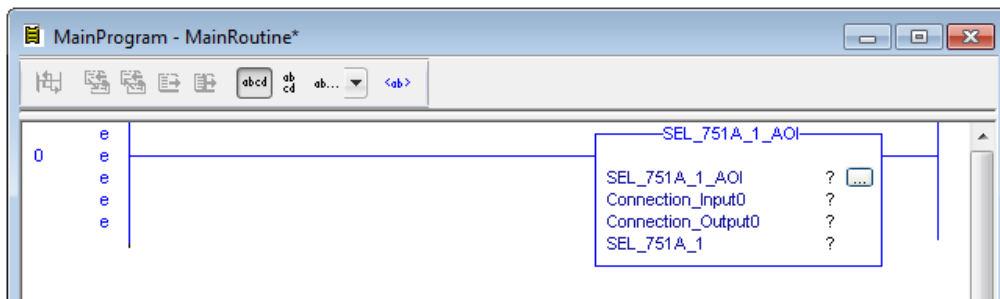 MainProgram - MainRoutine*
abcd ab cd ab... <ab>
e SEL_751A_1_AOI
0 e
e SEL_751A_1_AOI ? ...
e Connection_Input0 ?
e Connection_Output0 ?
SEL_751A_1 ?